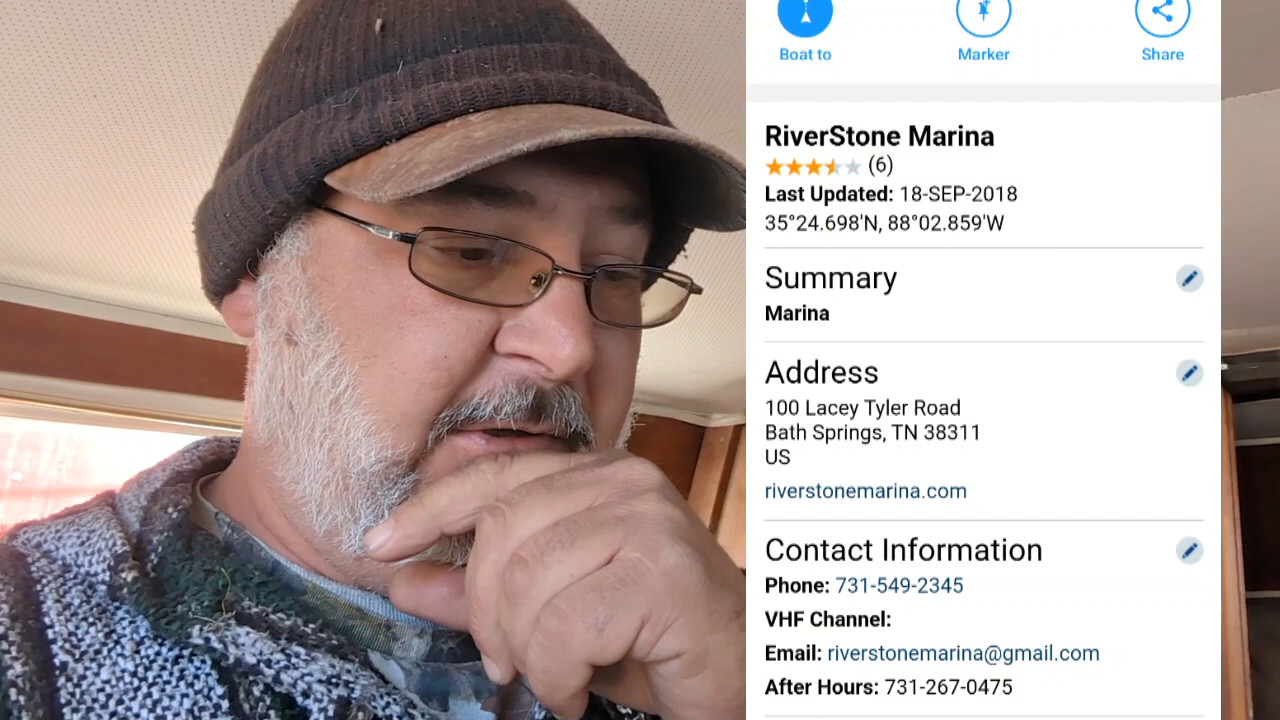 Boat to
Marker
Share
RiverStone Marina
(6)
Last Updated: 18-SEP-2018
35°24.698'N, 88°02.859'W
Summary
Marina
Address
100 Lacey Tyler Road
Bath Springs, TN 38311
US
riverstonemarina.com
Contact Information
Phone: 731-549-2345
VHF Channel:
Email: riverstonemarina@gmail.com
After Hours: 731-267-0475